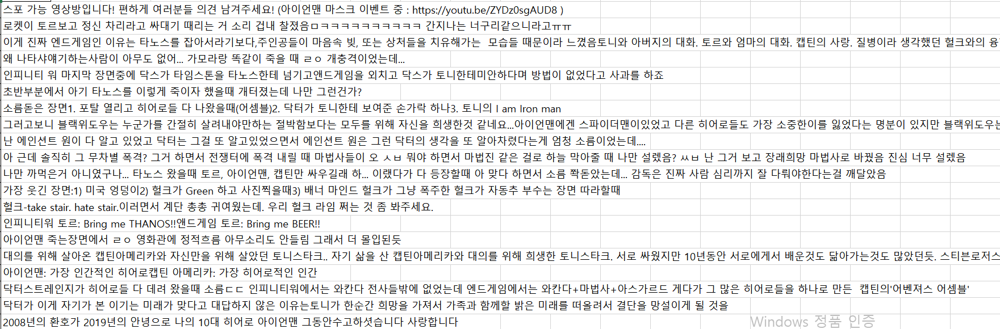 스포 가능 영상방입니다! 편하게 여러분들 의견 남겨주세요! (아이언맨 마스크 이벤트 중 : https://youtu.be/ZYDz0sgAUD8 )
로켓이 토르보고 정신 차리라고 싸대기 때리는 거 소리 겁내 찰졌음ㅁㅋㅋㅋㅋㅋㅋㅋㅋㅋㅋ 간지나는 너구리같으니라고ㅠㅠ
이게 진짜 엔드게임인 이유는 타노스를 잡아서라기보다,주인공들이 마음속 빚, 또는 상처들을 치유해가는  모습들 때문이라 느꼈음토니와 아버지의 대화. 토르와 엄마의 대화. 캡틴의 사랑. 질병이라 생각했던 헐크와의 융
왜 나타샤얘기하는사람이 아무도 없어... 가모라랑 똑같이 죽을 때 ㄹㅇ 개충격이었는데...
인피니티 워 마지막 장면중에 닥스가 타임스톤을 타노스한테 넘기고앤드게임을 외치고 닥스가 토니한테미안하다며 방법이 없었다고 사과를 하죠
초반부분에서 아기 타노스를 이렇게 죽이자 했을때 개터졌는데 나만 그런건가?
소름돋은 장면1. 포탈 열리고 히어로들 다 나왔을때(어셈블)2. 닥터가 토니한테 보여준 손가락 하나3. 토니의 I am Iron man
그러고보니 블랙위도우는 누군가를 간절히 살려내야만하는 절박함보다는 모두를 위해 자신을 희생한것 같네요...아이언맨에겐 스파이더맨이있었고 다른 히어로들도 가장 소중한이를 잃었다는 명분이 있지만 블랙위도우는
난 에인션트 원이 다 알고 있었고 닥터는 그걸 또 알고있었으면서 에인션트 원은 그런 닥터의 생각을 또 알아차렸다는게 엄청 소름이었는데....
아 근데 솔직히 그 무차별 폭격? 그거 하면서 전쟁터에 폭격 내릴 때 마법사들이 오 ㅅㅂ 뭐야 하면서 마법진 같은 걸로 하늘 막아줄 때 나만 설렜음? ㅆㅂ 난 그거 보고 장래희망 마법사로 바꿨음 진심 너무 설렜음
나만 까먹은거 아니였구나... 타노스 왔을때 토르, 아이언맨, 캡틴만 싸우길래 하... 이랬다가 다 등장할때 아 맞다 하면서 소름 쫙돋았는데... 감독은 진짜 사람 심리까지 잘 다뤄야한다는걸 깨달았음
가장 웃긴 장면:1) 미국 엉덩이2) 헐크가 Green 하고 사진찍을때3) 배너 마인드 헐크가 그냥 폭주한 헐크가 자동추 부수는 장면 따라할때
헐크-take stair. hate stair.이러면서 계단 총총 귀여웠는데. 우리 헐크 라임 쩌는 것 좀 봐주세요.
인피니티워 토르: Bring me THANOS!!앤드게임 토르: Bring me BEER!!
아이언맨 죽는장면에서 ㄹㅇ 영화관에 정적흐름 아무소리도 안들림 그래서 더 몰입된듯
대의를 위해 살아온 캡틴아메리카와 자신만을 위해 살았던 토니스타크.. 자기 삶을 산 캡틴아메리카와 대의를 위해 희생한 토니스타크. 서로 싸웠지만 10년동안 서로에게서 배운것도 닮아가는것도 많았던듯. 스티븐로저스
아이언맨: 가장 인간적인 히어로캡틴 아메리카: 가장 히어로적인 인간
닥터스트레인지가 히어로들 다 데려 왔을때 소름ㄷㄷ 인피니티워에서는 와칸다 전사들밖에 없었는데 엔드게임에서는 와칸다+마법사+아스가르드 게다가 그 많은 히어로들을 하나로 만든  캡틴의'어벤져스 어셈블'
닥터가 이게 자기가 본 이기는 미래가 맞다고 대답하지 않은 이유는토니가 한순간 희망을 가져서 가족과 함께할 밝은 미래를 떠올려서 결단을 망설이게 될 것을
2008년의 환호가 2019년의 안녕으로 나의 10대 히어로 아이언맨 그동안수고하셧습니다 사랑합니다
Windows 정품 인증